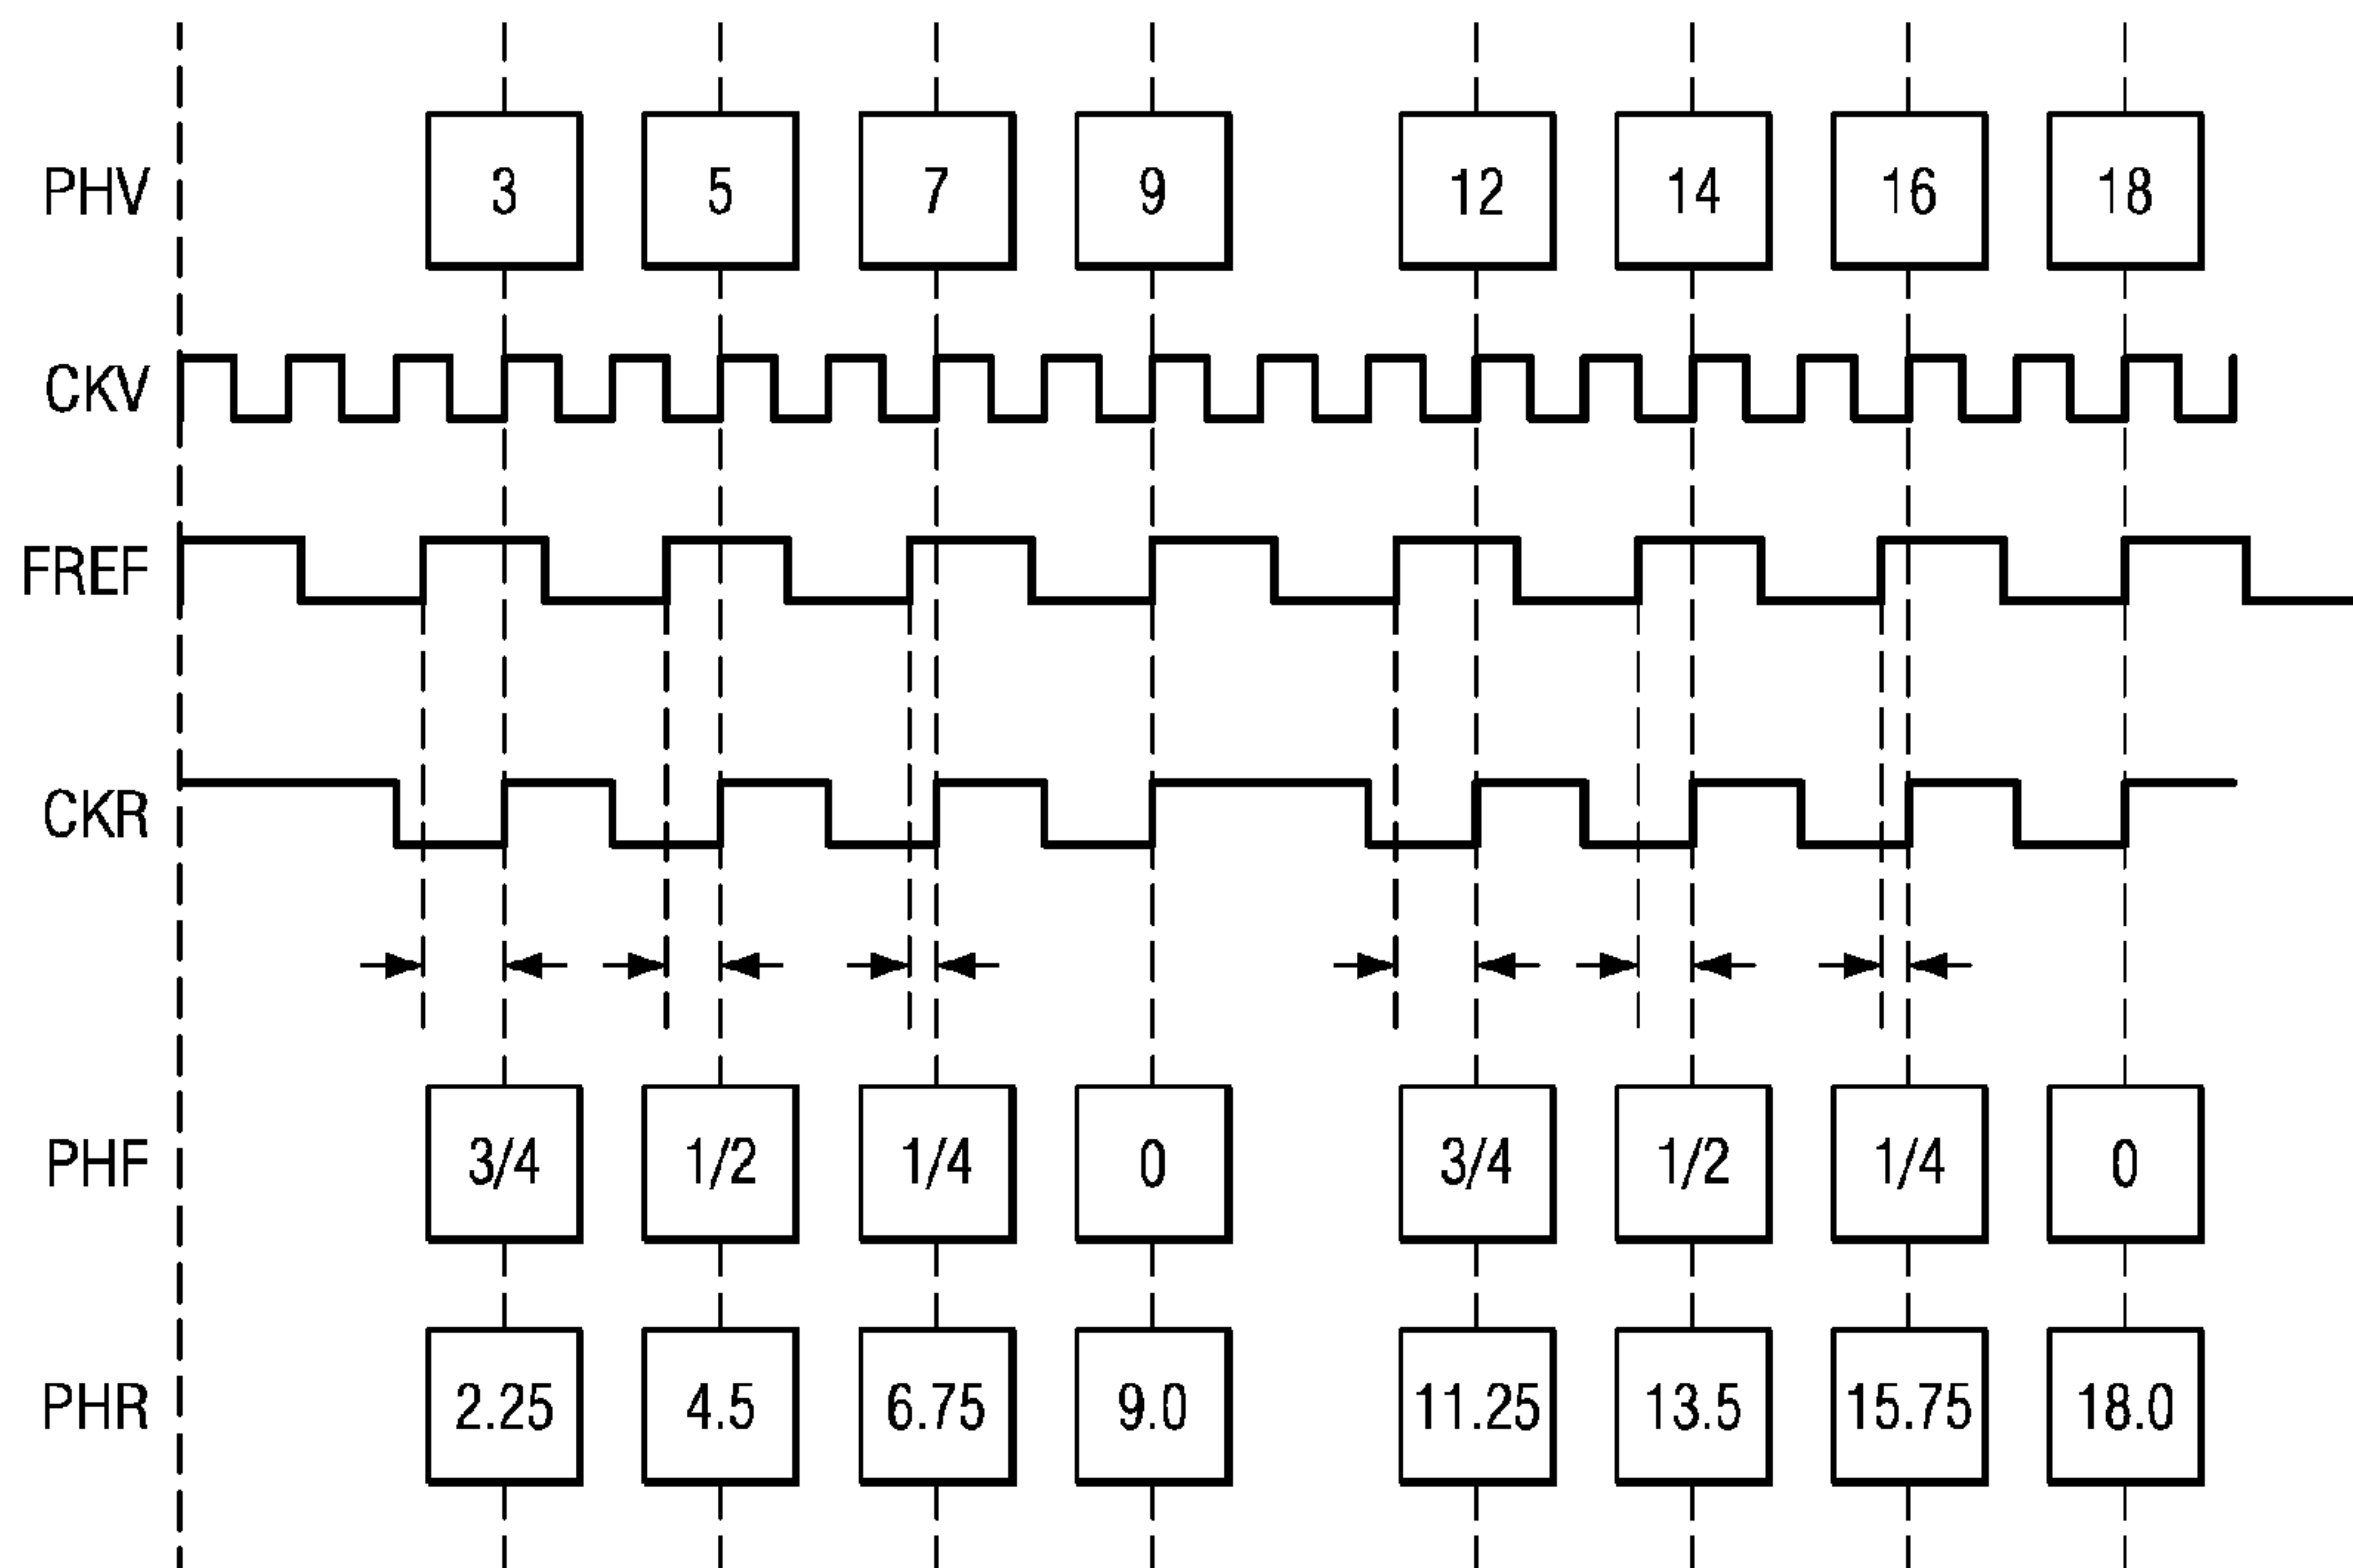 PHV 3 5 7 9 12 14 16 18
CKV
FREF
CKR
PHF 3/4 1/2 1/4 0 3/4 1/2 1/4 0
PHR 2.25 4.5 6.75 9.0 11.25 13.5 15.75 18.0